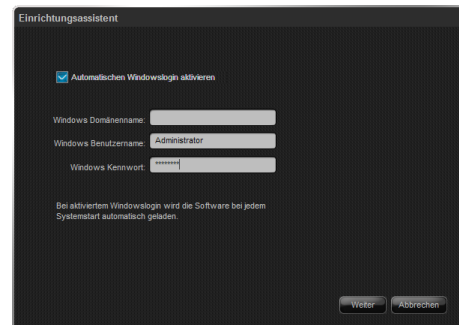 Einrichtungsassistent
Automatischen Windowslogin aktivieren
Windows Domänenname:
Windows Benutzername: Administrator
Windows Kennwort: ********
Bei aktiviertem Windowslogin wird die Software bei jedem
Systemstart automatisch geladen.
Weiter Abbrechen